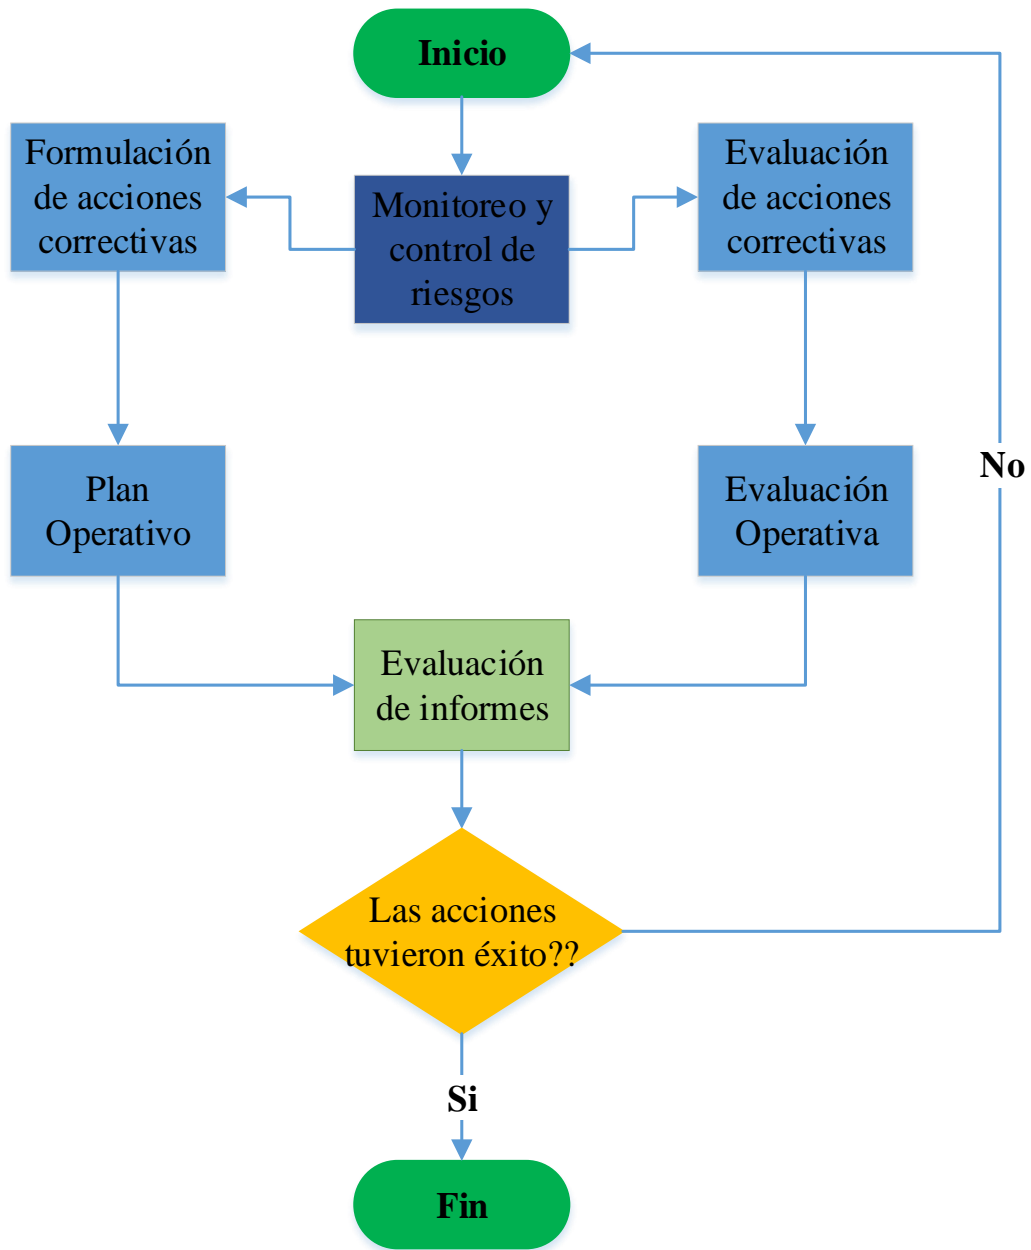 Inicio
Formulación
de acciones
correctivas
Monitoreo y
control de
riesgos
Evaluación
de acciones
correctivas
Plan
Operativo
Evaluación
Operativa
No
Evaluación
de informes
Las acciones
tuvieron éxito??
Si
Fin